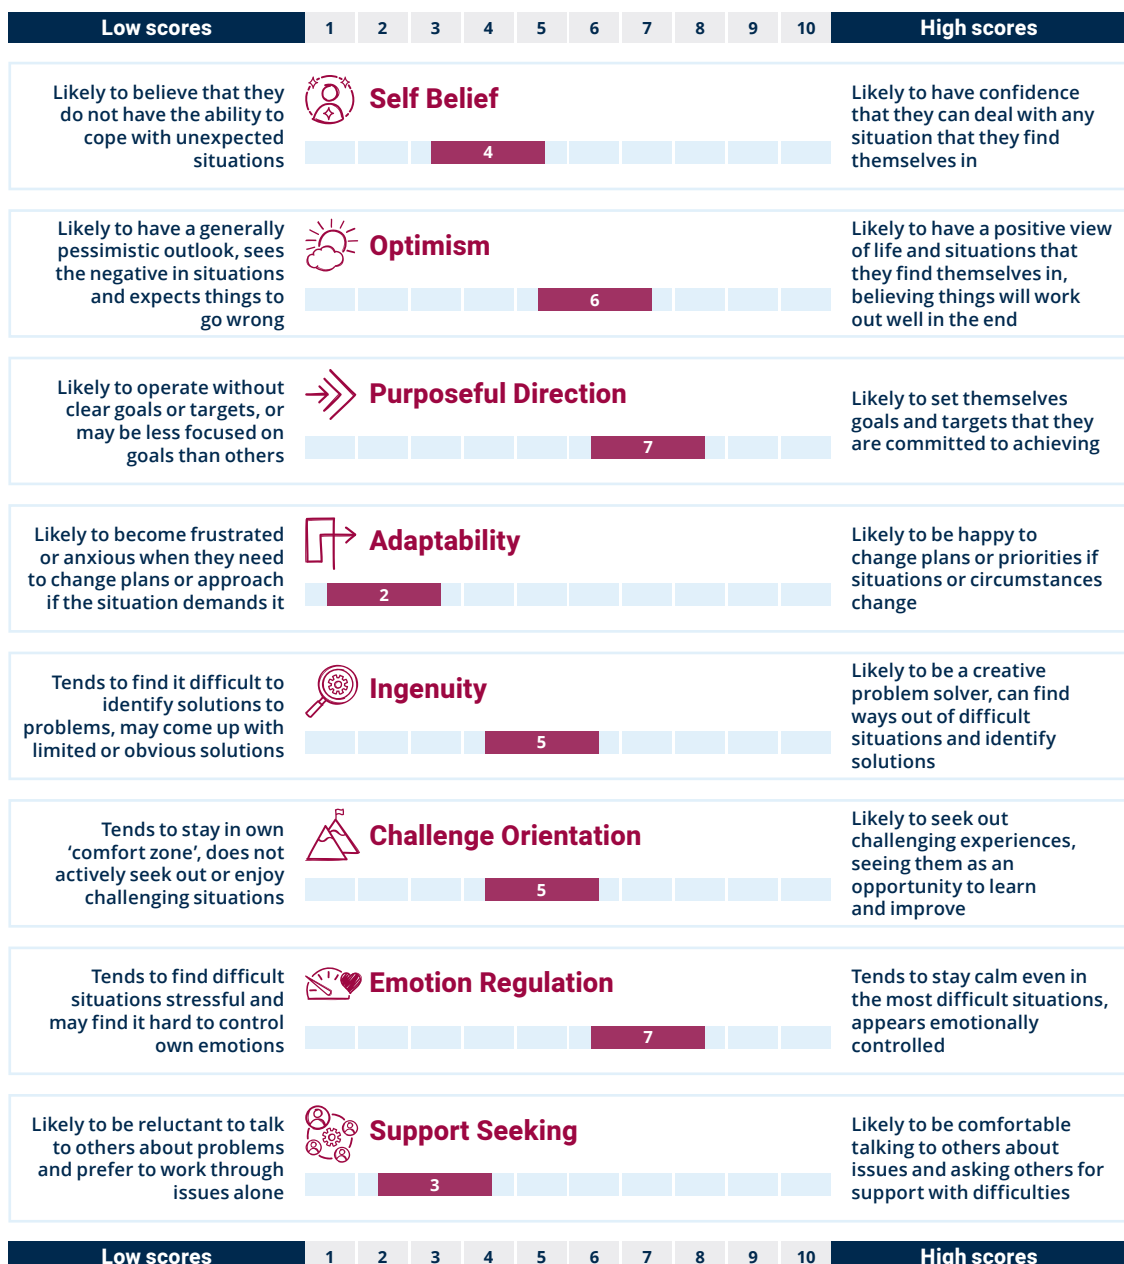 Low scores 1 2 3 4 5 6 7 8 9 10 High scores
Likely to believe that they
do not have the ability to
cope with unexpected
situations
Self Belief
4
Likely to have confidence
that they can deal with any
situation that they find
themselves in
Likely to have a generally
pessimistic outlook, sees
the negative in situations
and expects things to
go wrong
Optimism
6
Likely to have a positive view
of life and situations that
they find themselves in,
believing things will work
out well in the end
Likely to operate without
clear goals or targets, or
may be less focused on
goals than others
Purposeful Direction
7
Likely to set themselves
goals and targets that they
are committed to achieving
Likely to become frustrated
or anxious when they need
to change plans or approach
if the situation demands it
Adaptability
2
Likely to be happy to
change plans or priorities if
situations or circumstances
change
Tends to find it difficult to
identify solutions to
problems, may come up with
limited or obvious solutions
Ingenuity
5
Likely to be a creative
problem solver, can find
ways out of difficult
situations and identify
solutions
Tends to stay in own
‘comfort zone’, does not
actively seek out or enjoy
challenging situations
Challenge Orientation
5
Likely to seek out
challenging experiences,
seeing them as an
opportunity to learn
and improve
Tends to find difficult
situations stressful and
may find it hard to control
own emotions
Emotion Regulation
7
Tends to stay calm even in
the most difficult situations,
appears emotionally
controlled
Likely to be reluctant to talk
to others about problems
and prefer to work through
issues alone
Support Seeking
3
Likely to be comfortable
talking to others about
issues and asking others for
support with difficulties
Low scores 1 2 3 4 5 6 7 8 9 10 High scores